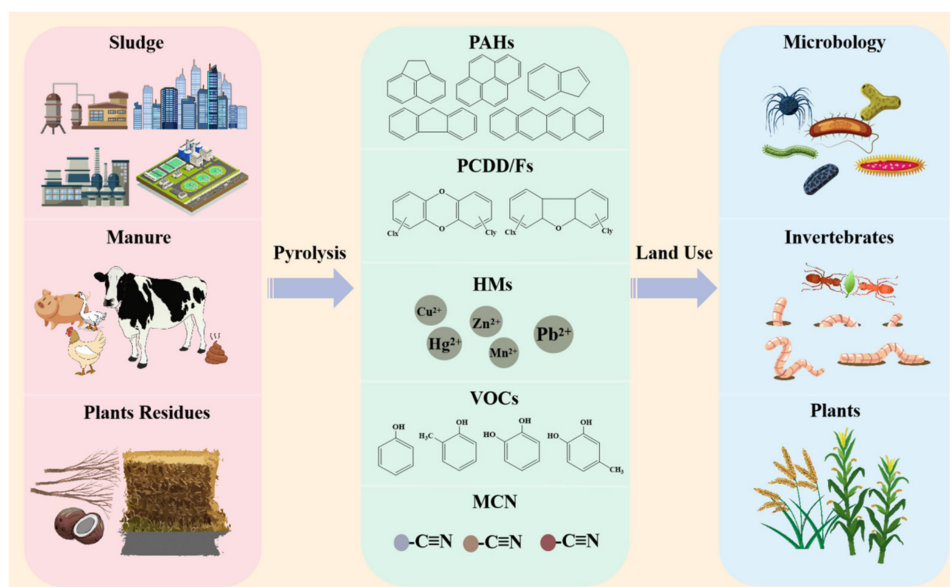 Sludge
Manure
Plants Residues
Pyrolysis
PAHs
PCDD/Fs
O
O
Clx
Cly
O
Clx
Cly
HMs
Cu²⁺
Zn²⁺
Hg²⁺
Mn²⁺
Pb²⁺
VOCs
OH
OH
H₃C
OH
HO
OH
HO
CH₃
MCN
-C≡N
-C≡N
-C≡N
Land Use
Microbology
Invertebrates
Plants